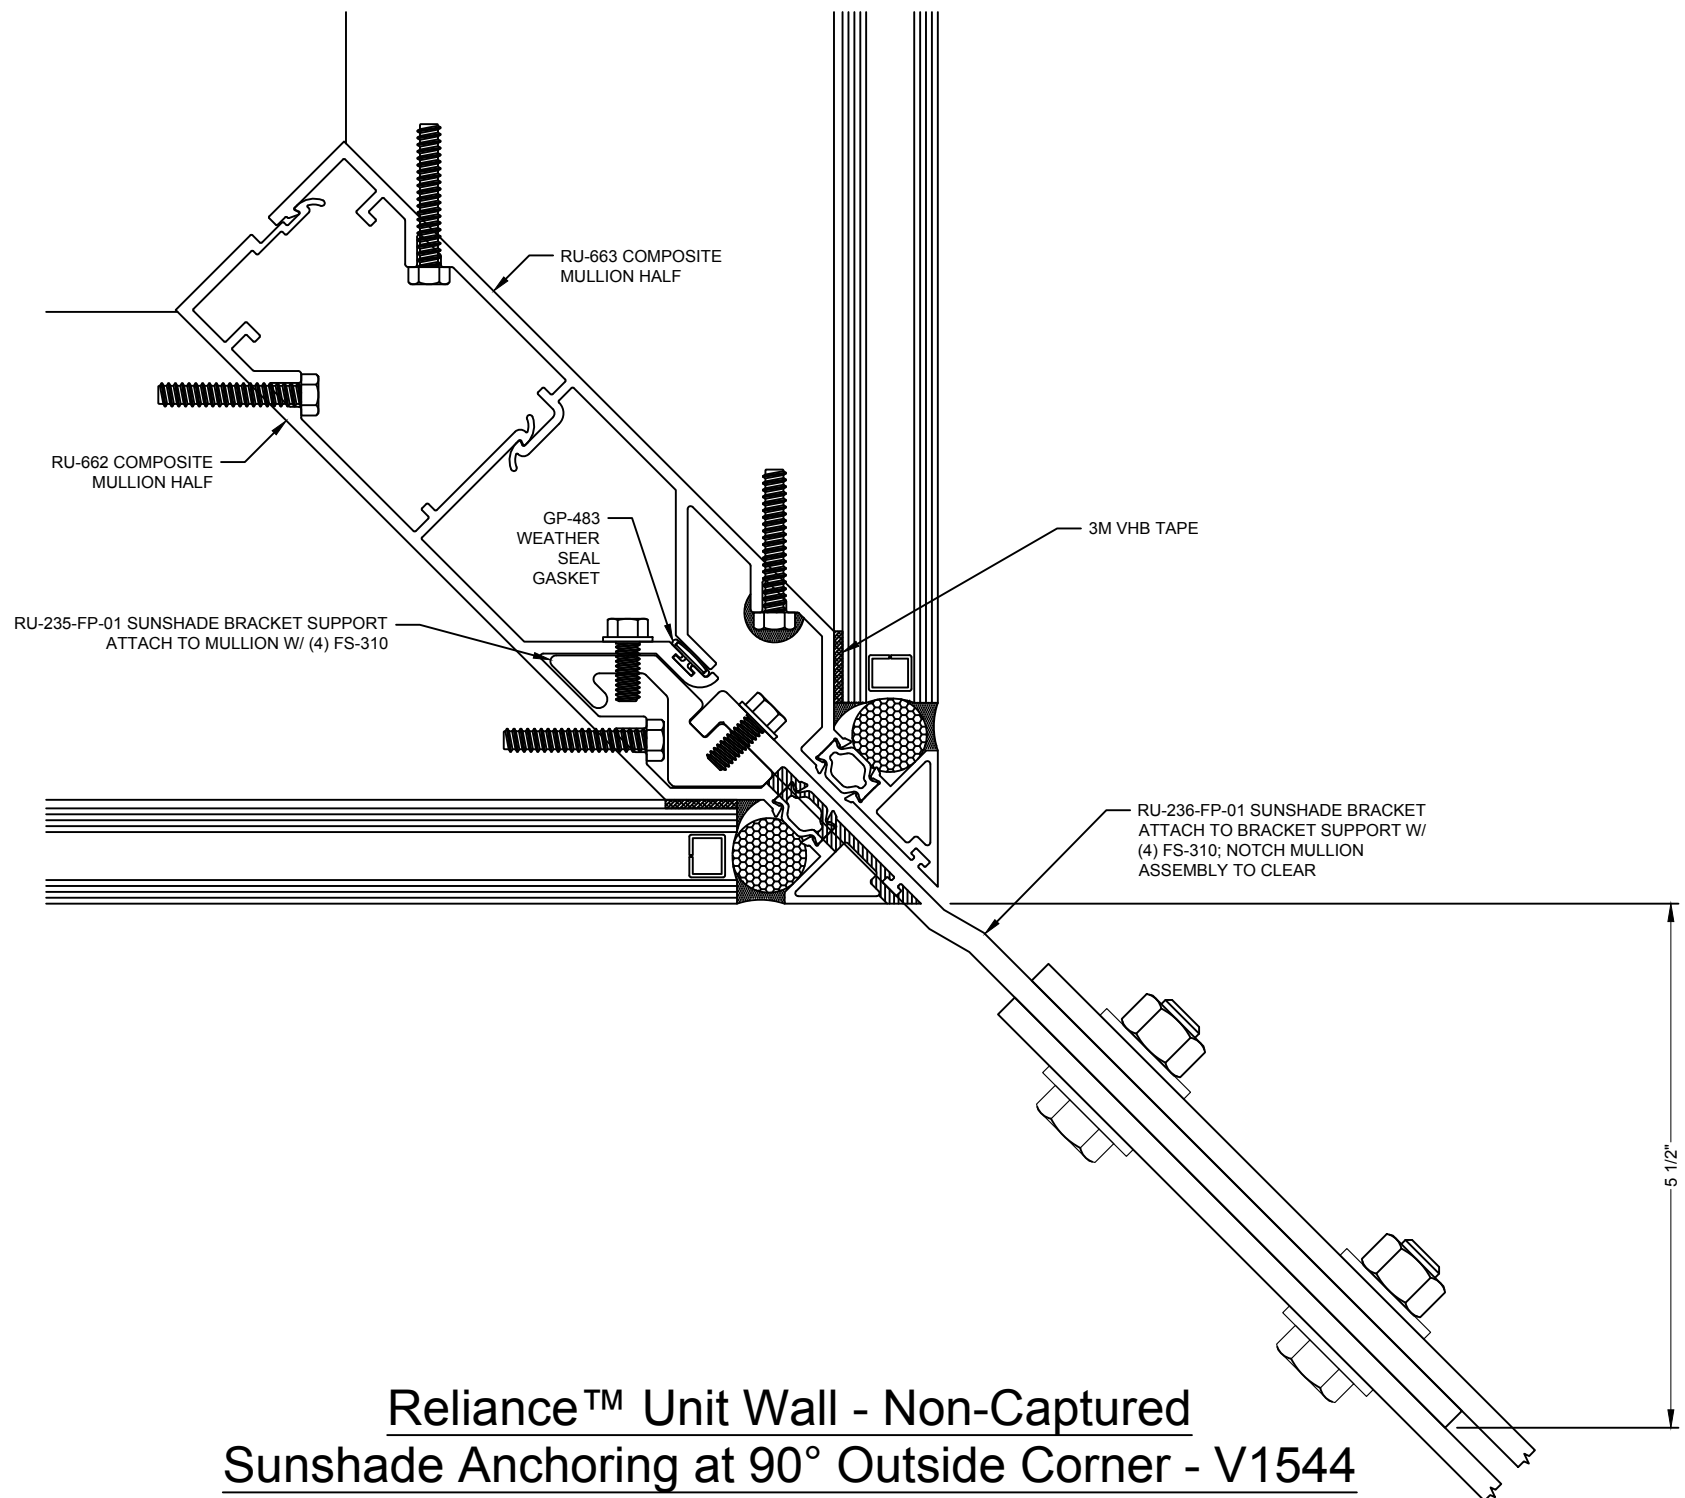 RU-663 COMPOSITE
MULLION HALF
RU-662 COMPOSITE
MULLION HALF
GP-483
WEATHER
SEAL
GASKET
3M VHB TAPE
RU-235-FP-01 SUNSHADE BRACKET SUPPORT
ATTACH TO MULLION W/ (4) FS-310
RU-236-FP-01 SUNSHADE BRACKET
ATTACH TO BRACKET SUPPORT W/
(4) FS-310; NOTCH MULLION
ASSEMBLY TO CLEAR
5 1/2"
Reliance™ Unit Wall - Non-Captured
Sunshade Anchoring at 90° Outside Corner - V1544